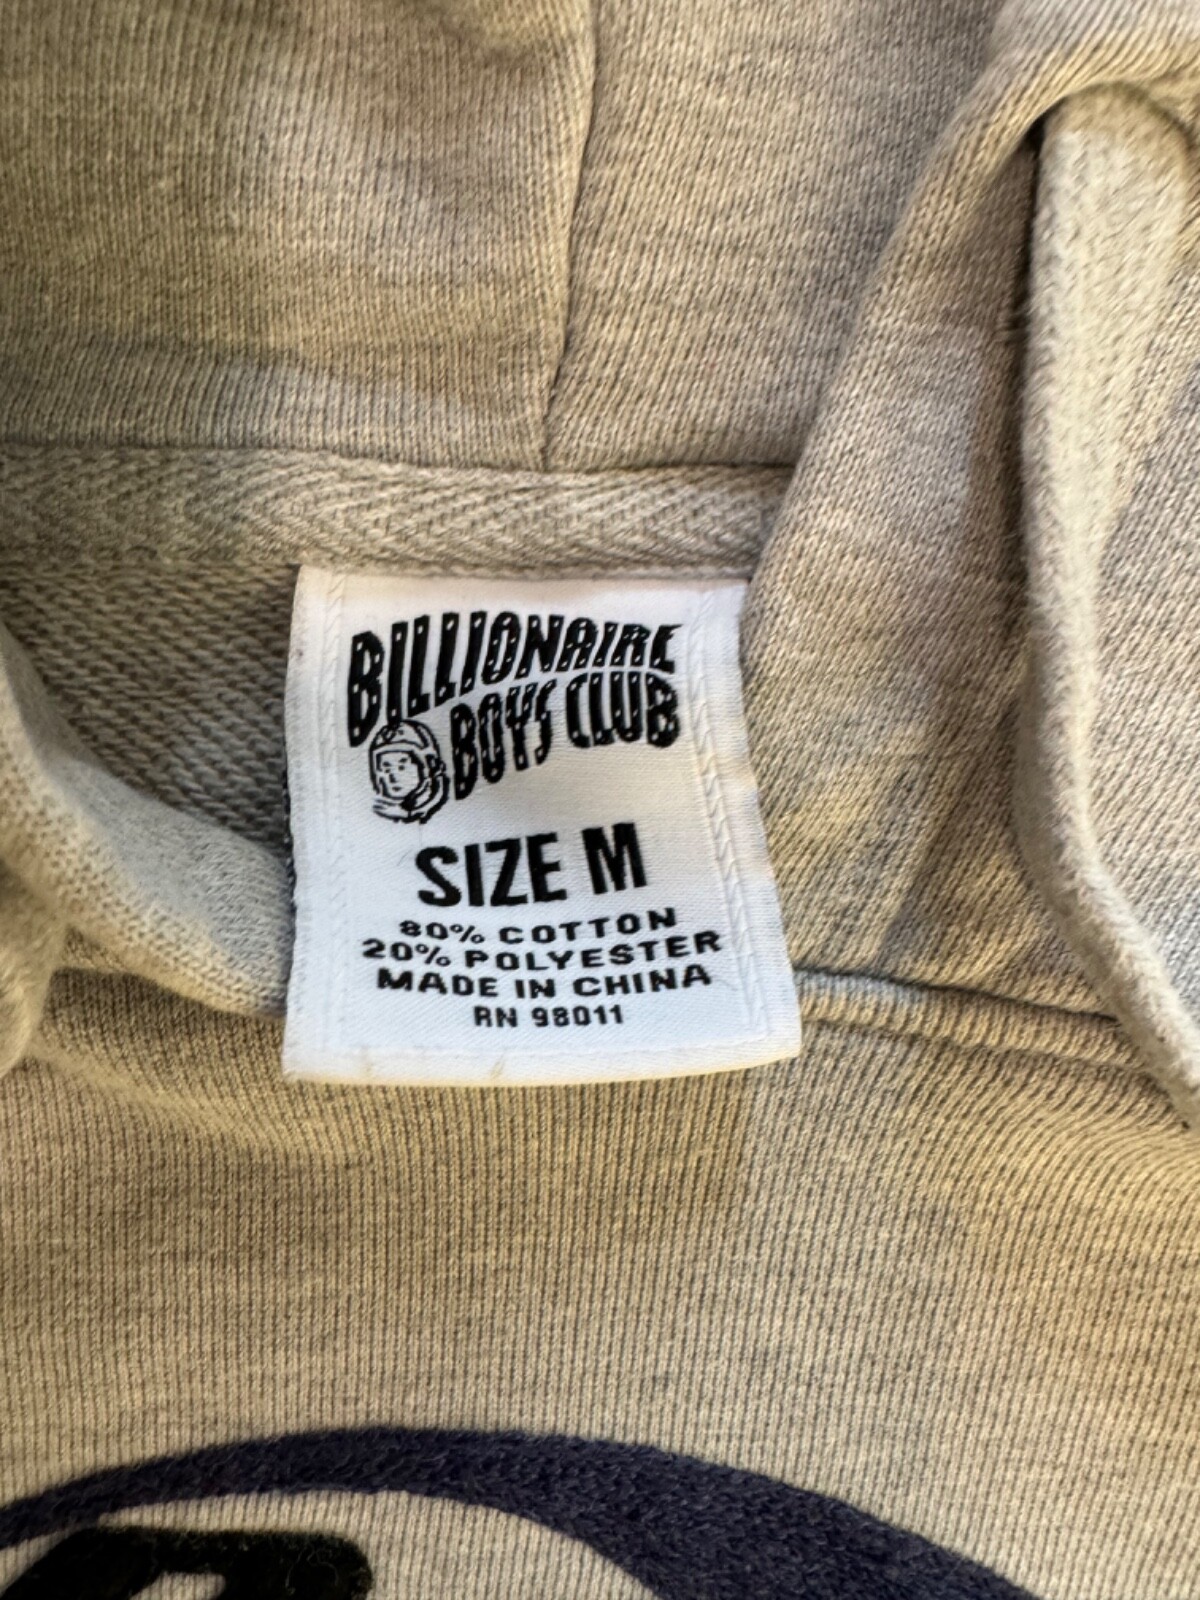 BILLIONAIRE
BOYS CLUB
SIZE M
80% COTTON
20% POLYESTER
MADE IN CHINA
RN 98011